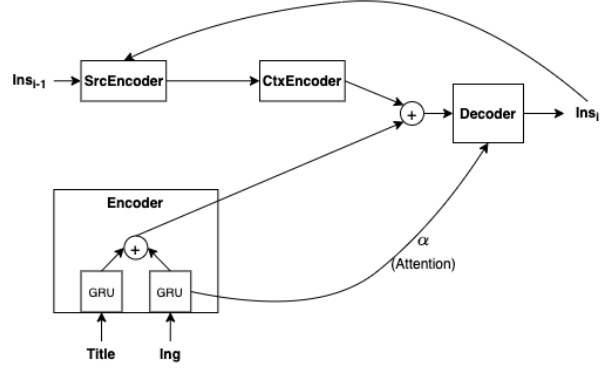 Ins_{i-1}
SrcEncoder
CtxEncoder
+
Decoder
Ins_i
Encoder
+
GRU
GRU
α
(Attention)
Title
Ing